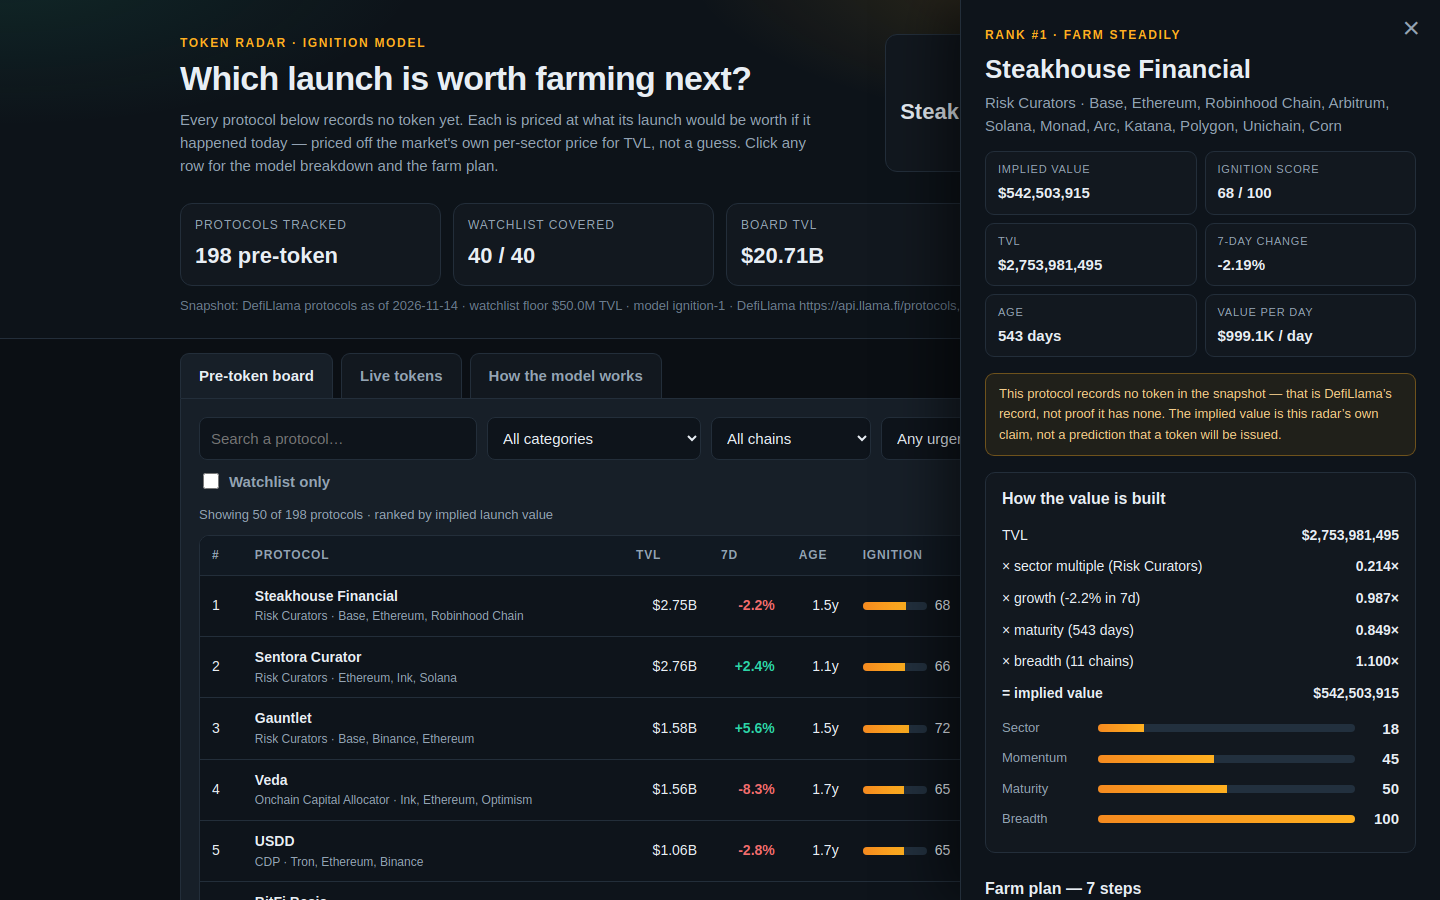 TOKEN RADAR · IGNITION MODEL
Which launch is worth farming next?
Every protocol below records no token yet. Each is priced at what its launch would be worth if it
happened today — priced off the market's own per-sector price for TVL, not a guess. Click any
row for the model breakdown and the farm plan.
Steak
PROTOCOLS TRACKED
198 pre-token
WATCHLIST COVERED
40 / 40
BOARD TVL
$20.71B
Snapshot: DefiLlama protocols as of 2026-11-14 · watchlist floor $50.0M TVL · model ignition-1 · DefiLlama https://api.llama.fi/protocols,
Pre-token board
Live tokens
How the model works
Search a protocol…
All categories
All chains
Any urgen
Watchlist only
Showing 50 of 198 protocols · ranked by implied launch value
# PROTOCOL TVL 7D AGE IGNITION
1 Steakhouse Financial $2.75B -2.2% 1.5y 68
Risk Curators · Base, Ethereum, Robinhood Chain
2 Sentora Curator $2.76B +2.4% 1.1y 66
Risk Curators · Ethereum, Ink, Solana
3 Gauntlet $1.58B +5.6% 1.5y 72
Risk Curators · Base, Binance, Ethereum
4 Veda $1.56B -8.3% 1.7y 65
Onchain Capital Allocator · Ink, Ethereum, Optimism
5 USDD $1.06B -2.8% 1.7y 65
CDP · Tron, Ethereum, Binance
RANK #1 · FARM STEADILY
×
Steakhouse Financial
Risk Curators · Base, Ethereum, Robinhood Chain, Arbitrum,
Solana, Monad, Arc, Katana, Polygon, Unichain, Corn
IMPLIED VALUE
$542,503,915
IGNITION SCORE
68 / 100
TVL
$2,753,981,495
7-DAY CHANGE
-2.19%
AGE
543 days
VALUE PER DAY
$999.1K / day
This protocol records no token in the snapshot — that is DefiLlama’s
record, not proof it has none. The implied value is this radar’s own
claim, not a prediction that a token will be issued.
How the value is built
TVL $2,753,981,495
× sector multiple (Risk Curators) 0.214×
× growth (-2.2% in 7d) 0.987×
× maturity (543 days) 0.849×
× breadth (11 chains) 1.100×
= implied value $542,503,915
Sector 18
Momentum 45
Maturity 50
Breadth 100
Farm plan — 7 steps